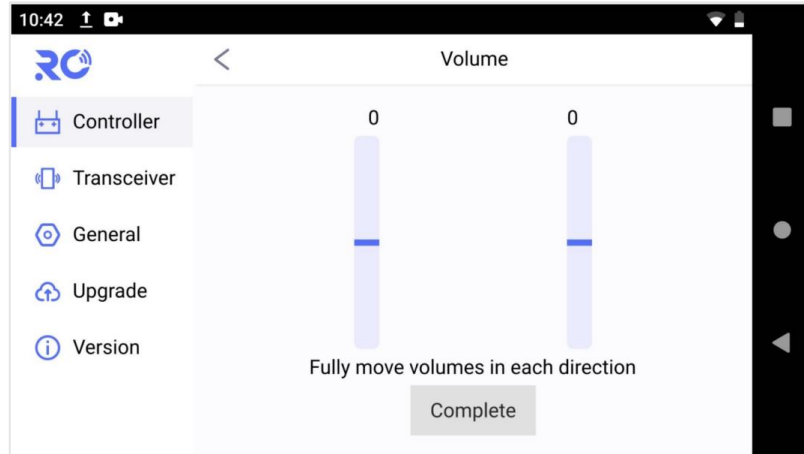 10:42
RC
Volume
Controller
Transceiver
General
Upgrade
Version
0 0
Fully move volumes in each direction
Complete